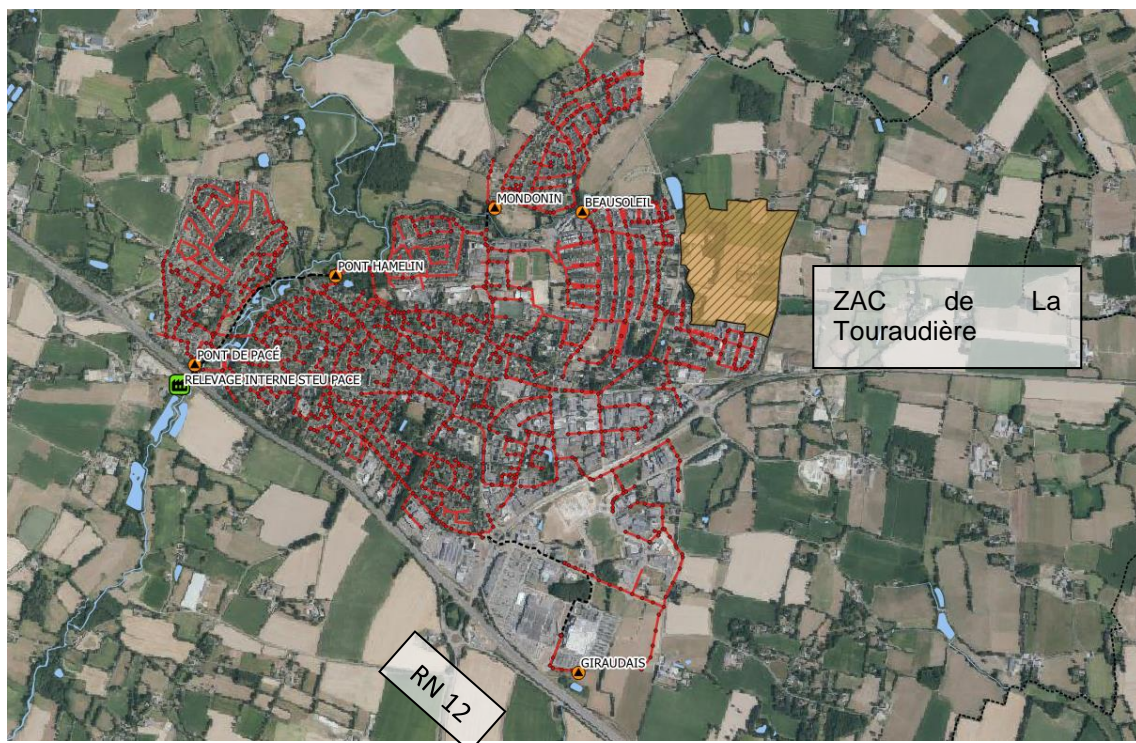 MONDONIN
BEAUSOLEIL
PONT HAMELIN
ZAC de La
Touraudière
PONT DE PACÉ
RELEVAGE INTERNE STEU PACE
GIRAUDAIS
RN 12